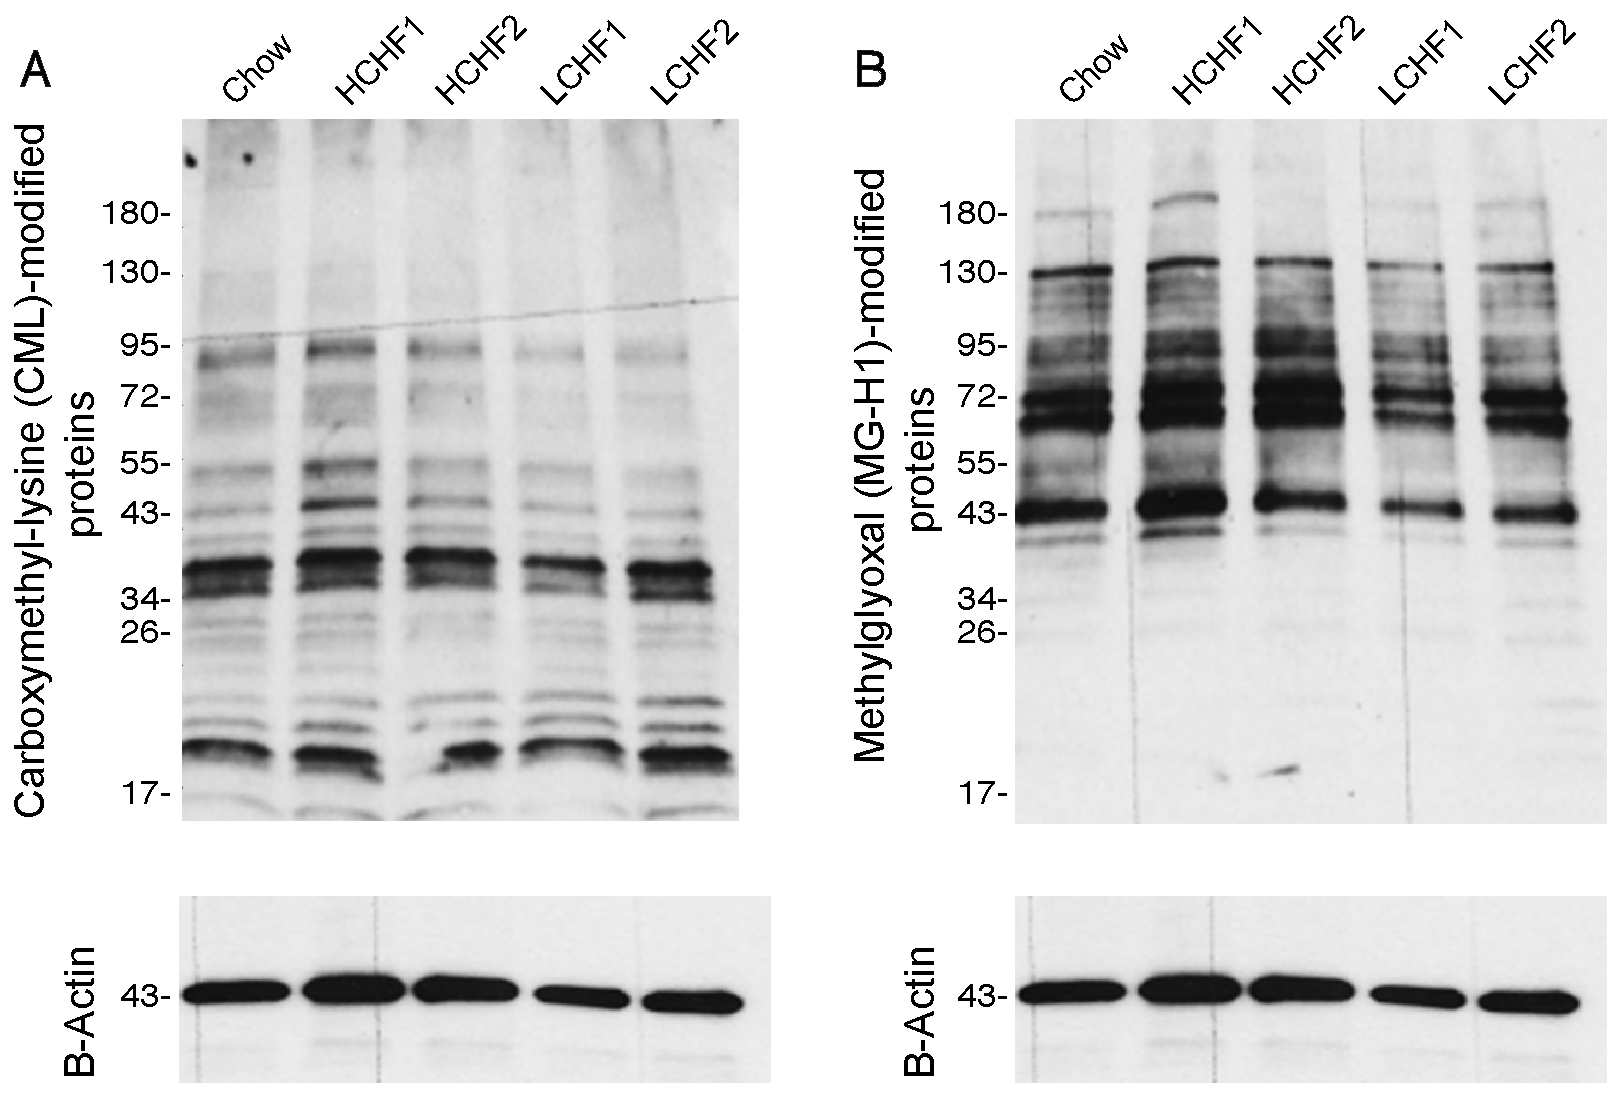 A
Chow
HCHF1
HCHF2
LCHF1
LCHF2
Carboxymethyl-lysine (CML)-modified
proteins
180-
130-
95-
72-
55-
43-
34-
26-
17-
B-Actin
43-
B
Chow
HCHF1
HCHF2
LCHF1
LCHF2
Methylglyoxal (MG-H1)-modified
proteins
180-
130-
95-
72-
55-
43-
34-
26-
17-
B-Actin
43-